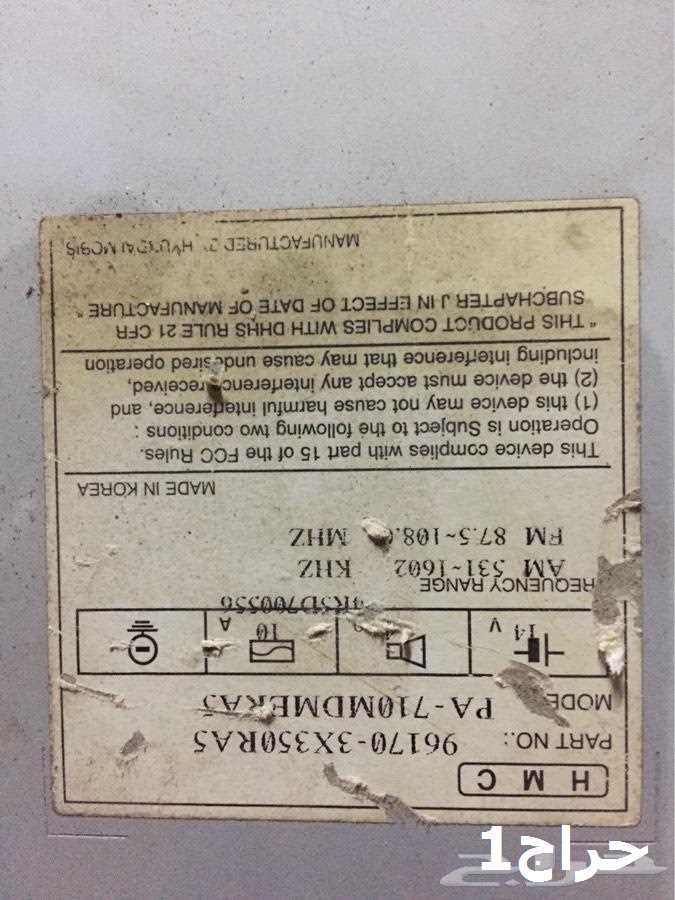 H M C
PART NO.: 96170-3X350RA5
MODE PA-710MDMERA5
14 V
10 A
R5D700556
FREQUENCY RANGE
AM 531~1602 KHZ
FM 87.5~108. MHZ
MADE IN KOREA
This device complies with part 15 of the FCC Rules.
Operation is Subject to the following two conditions :
(1) this device may not cause harmful interference, and
(2) the device must accept any interference received,
including interference that may cause undesired operation
" THIS PRODUCT COMPLIES WITH DHHS RULE 21 CFR
SUBCHAPTER J IN EFFECT OF DATE OF MANUFACTURE "
MANUFACTURED BY HYUNDAI MOBIS
حراج1